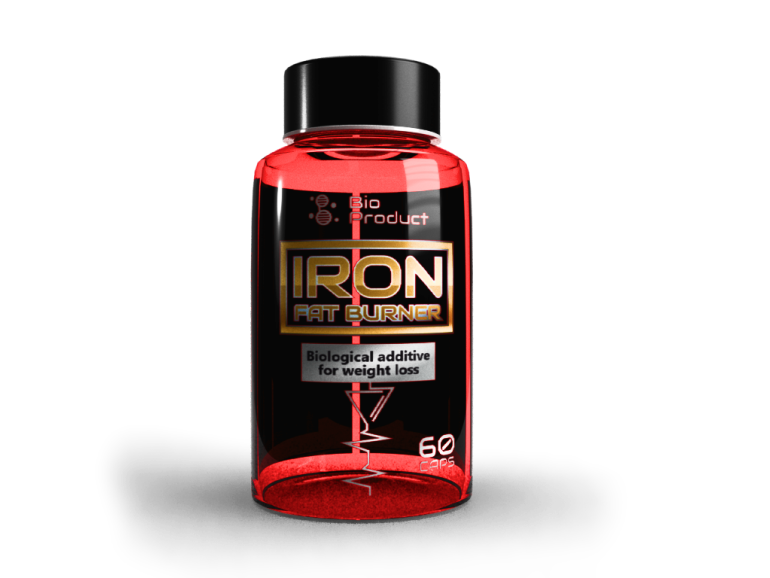 Bio
Product
IRON
FAT BURNER
Biological additive
for weight loss
60
CAPS